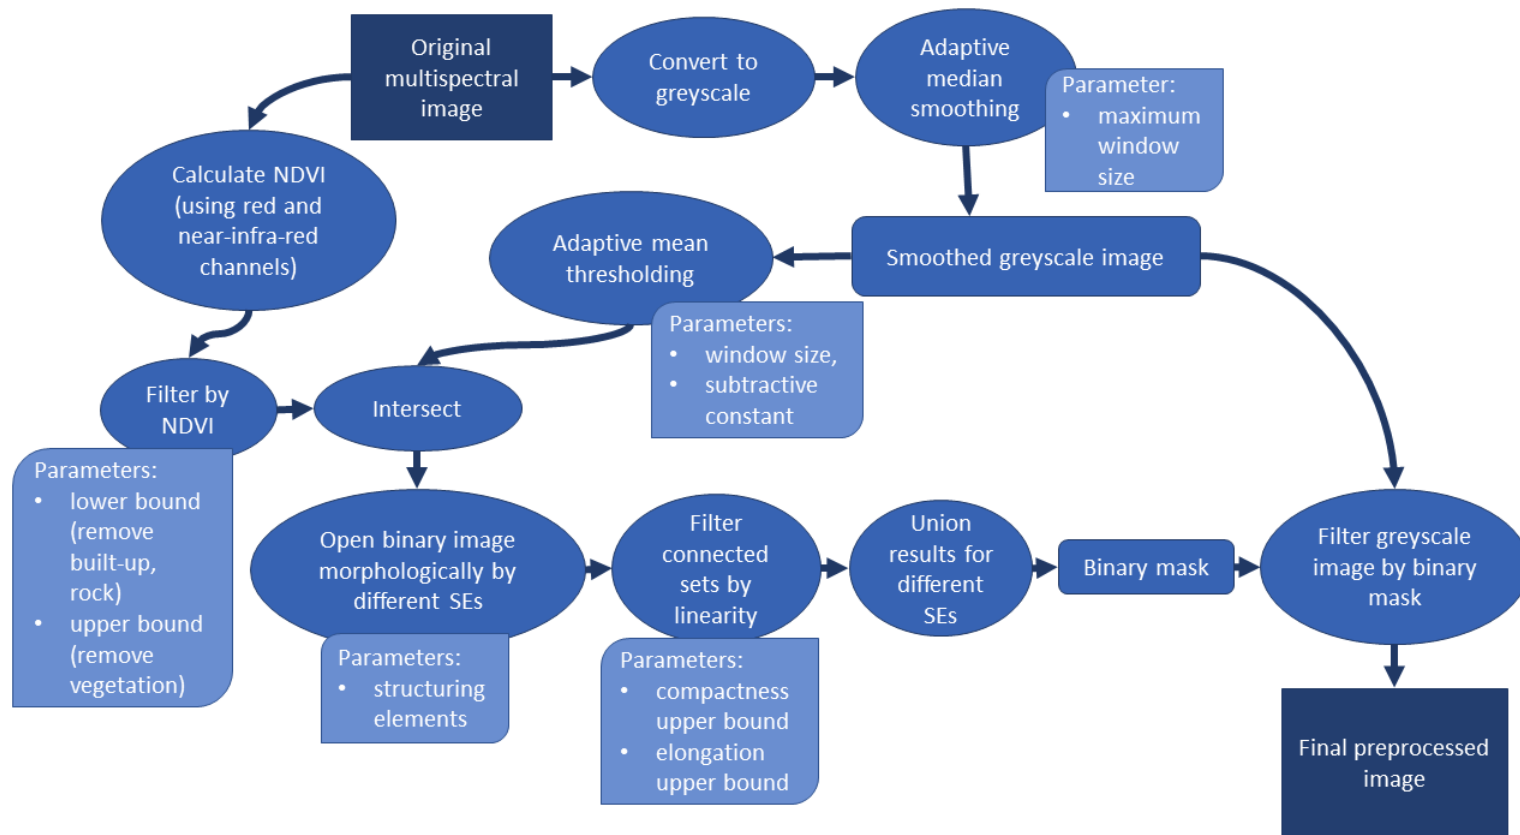 Original
multispectral
image
Convert to
greyscale
Adaptive
median
smoothing
Parameter:
• maximum
window
size
Calculate NDVI
(using red and
near-infra-red
channels)
Adaptive mean
thresholding
Smoothed greyscale image
Parameters:
• window size,
• subtractive
constant
Filter by
NDVI
Intersect
Parameters:
• lower bound
(remove
built-up,
rock)
• upper bound
(remove
vegetation)
Open binary image
morphologically by
different SEs
Parameters:
• structuring
elements
Filter
connected
sets by
linearity
Parameters:
• compactness
upper bound
• elongation
upper bound
Union
results for
different
SEs
Binary mask
Filter greyscale
image by binary
mask
Final preprocessed
image